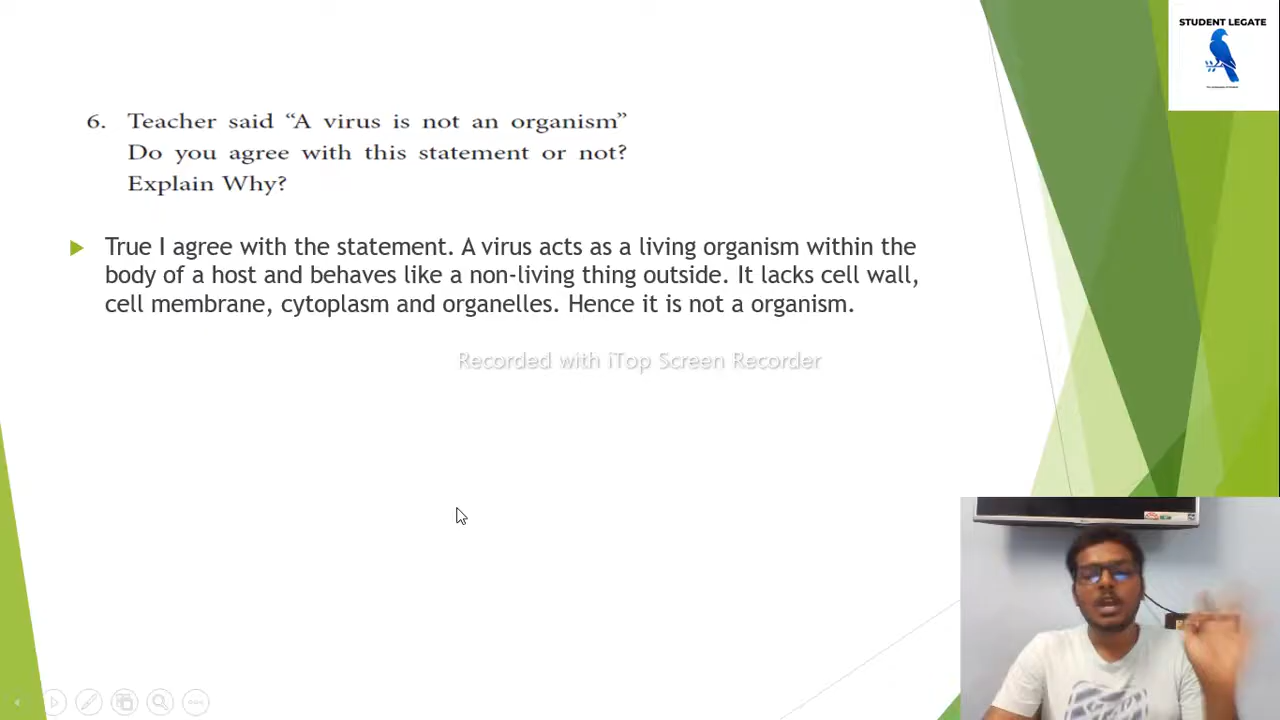 STUDENT LEGATE
6. Teacher said “A virus is not an organism”
Do you agree with this statement or not?
Explain Why?
True I agree with the statement. A virus acts as a living organism within the
body of a host and behaves like a non-living thing outside. It lacks cell wall,
cell membrane, cytoplasm and organelles. Hence it is not a organism.
Recorded with iTop Screen Recorder